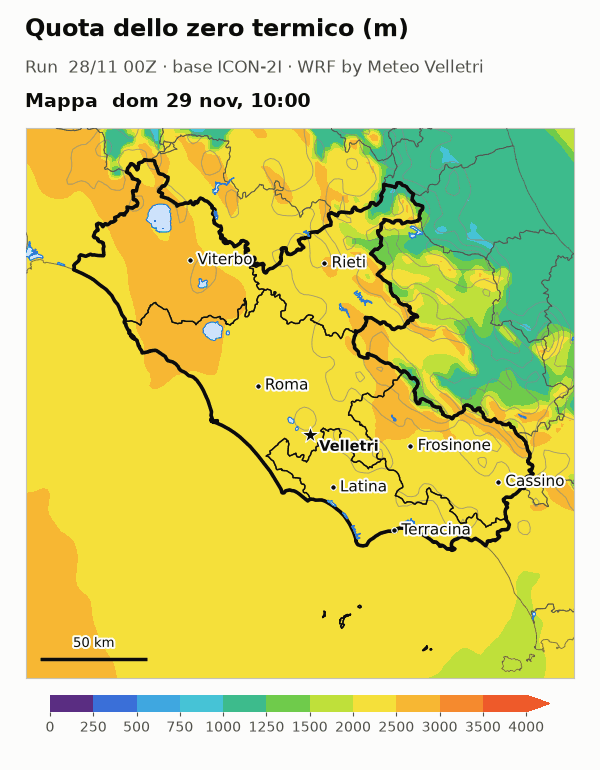 Quota dello zero termico (m)
Run  28/11 00Z · base ICON-2I · WRF by Meteo Velletri
Mappa  dom 29 nov, 10:00
Viterbo
Rieti
Roma
Velletri
Frosinone
Latina
Cassino
Terracina
50 km
0 250 500 750 1000 1250 1500 2000 2500 3000 3500 4000